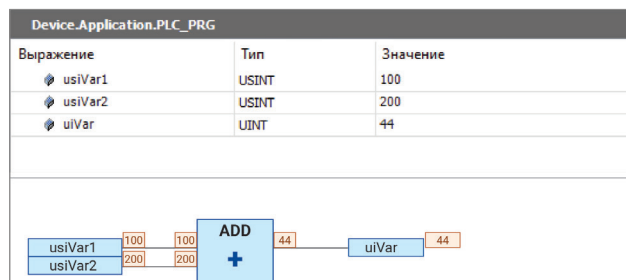 Device.Application.PLC_PRG
Выражение Тип Значение
usiVar1 USINT 100
usiVar2 USINT 200
uiVar UINT 44
ADD
usiVar1 100 100 44 uiVar 44
usiVar2 200 200 +